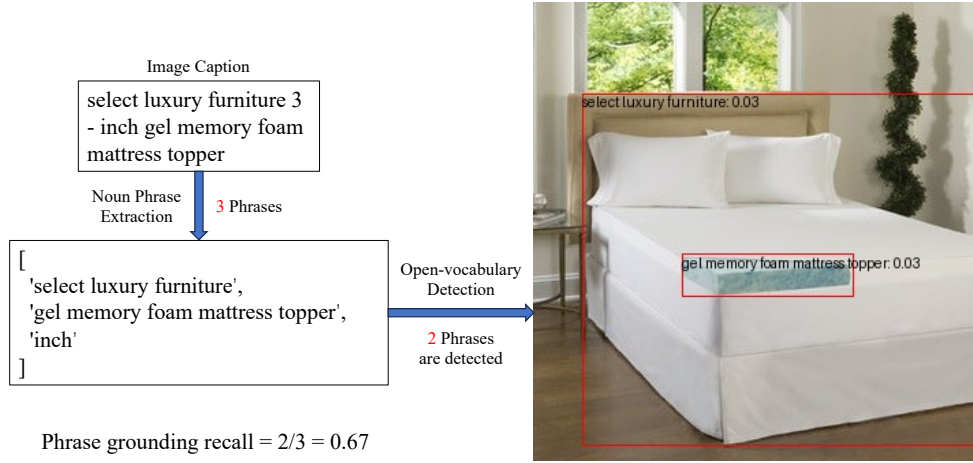 Image Caption
select luxury furniture 3
- inch gel memory foam
mattress topper
Noun Phrase
Extraction
3 Phrases
[
'select luxury furniture',
'gel memory foam mattress topper',
'inch'
]
Open-vocabulary
Detection
2 Phrases
are detected
select luxury furniture: 0.03
gel memory foam mattress topper: 0.03
Phrase grounding recall = 2/3 = 0.67